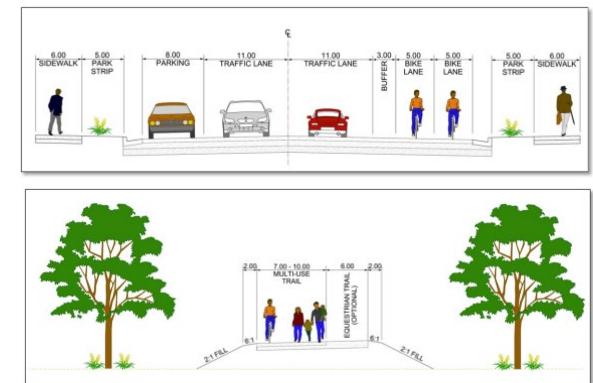 ℄
6.00 5.00 8.00 11.00 11.00 3.00 5.00 5.00 5.00 6.00
SIDEWALK PARK STRIP PARKING TRAFFIC LANE TRAFFIC LANE BUFFER BIKE LANE BIKE LANE PARK STRIP SIDEWALK
2.00 7.00 - 10.00 6.00 2.00
MULTI-USE
TRAIL
EQUESTRIAN TRAIL
(OPTIONAL)
2:1 FILL 6:1 6:1 2:1 FILL